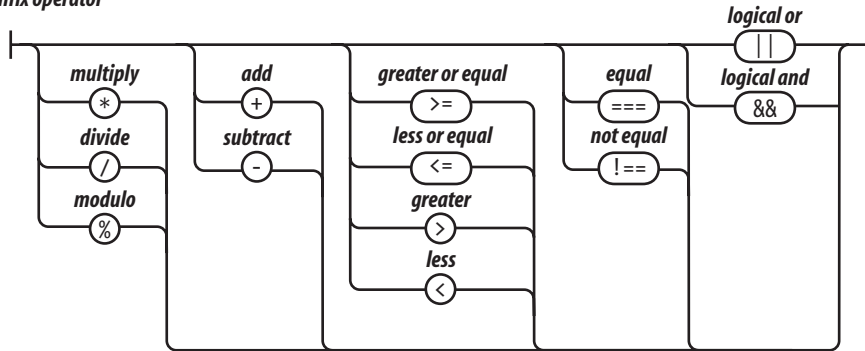 infix operator
logical or
||
multiply add greater or equal equal logical and
* + >= === &&
divide subtract less or equal not equal
/ - <= !==
modulo greater
% >
less
<